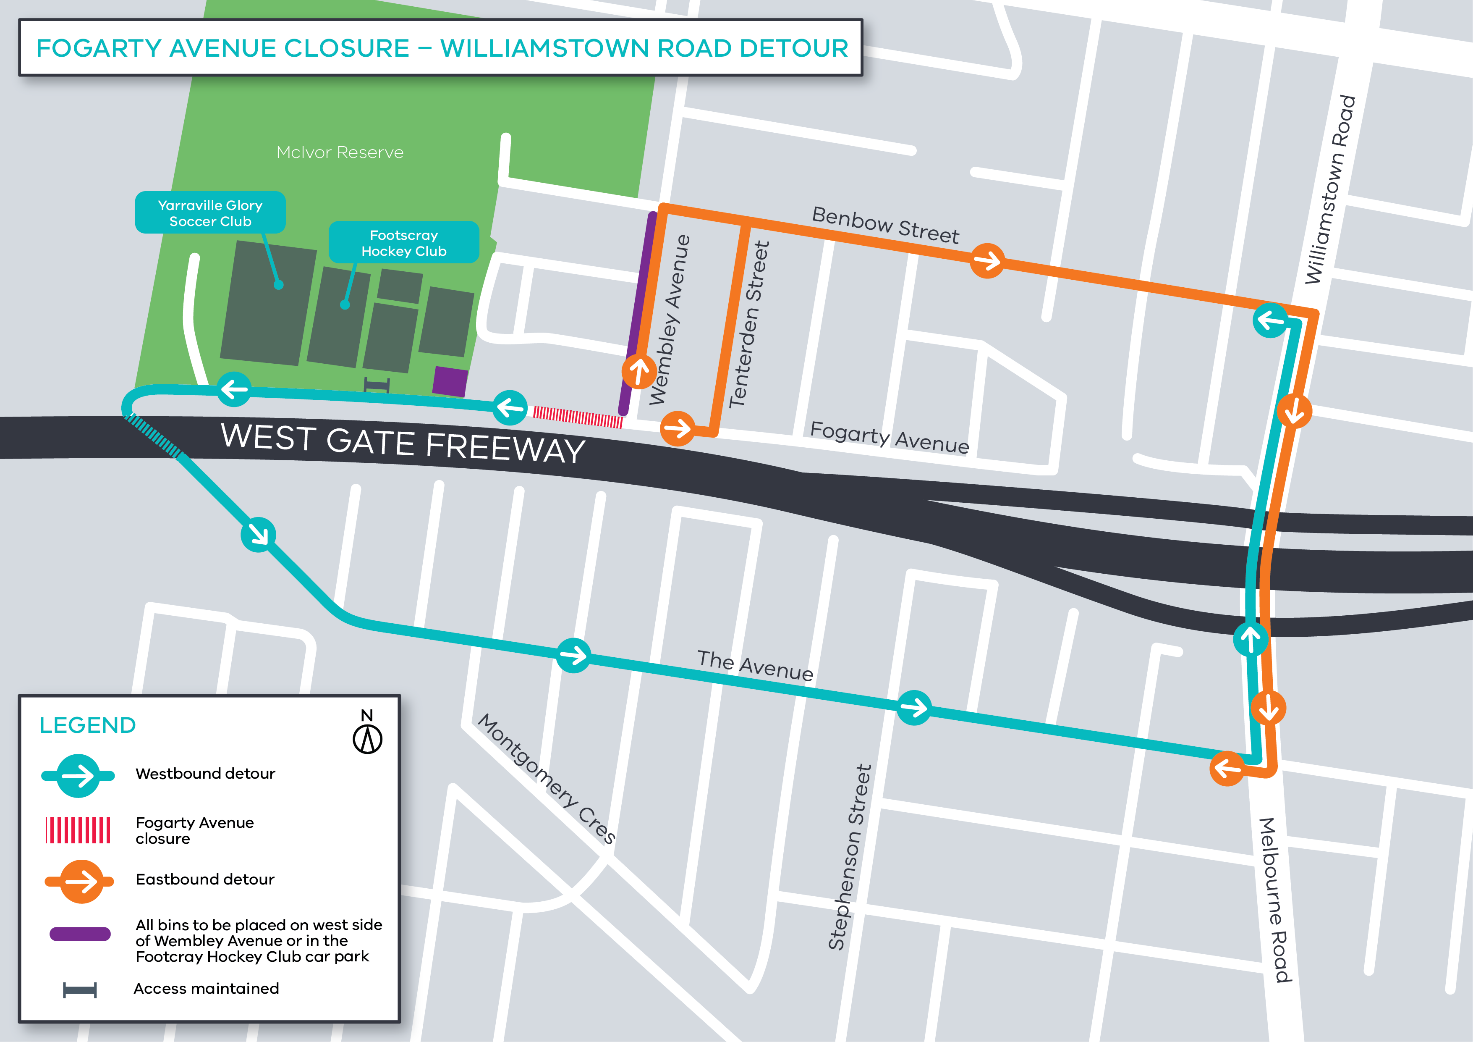 FOGARTY AVENUE CLOSURE – WILLIAMSTOWN ROAD DETOUR
McIvor Reserve
Yarraville Glory
Soccer Club
Footscray
Hockey Club
Benbow Street
Williamstown Road
Wembley Avenue
Tenterden Street
Fogarty Avenue
WEST GATE FREEWAY
The Avenue
Montgomery Cres
Stephenson Street
Melbourne Road
LEGEND
N
Westbound detour
Fogarty Avenue
closure
Eastbound detour
All bins to be placed on west side
of Wembley Avenue or in the
Footcray Hockey Club car park
Access maintained